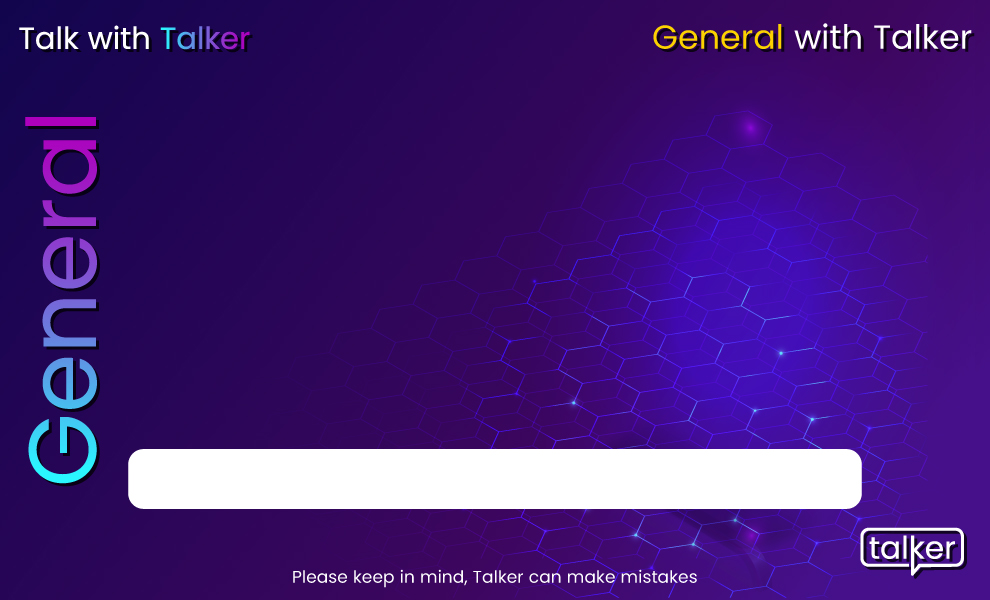 Talk with Talker
General with Talker
General
talker
Please keep in mind, Talker can make mistakes